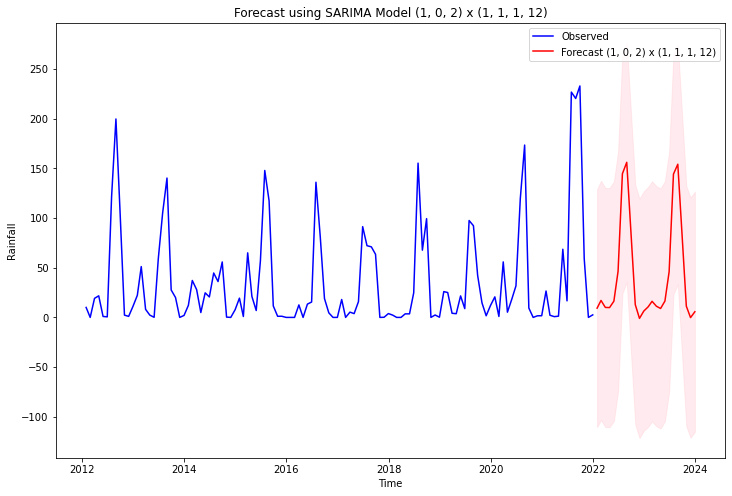 Forecast using SARIMA Model (1, 0, 2) x (1, 1, 1, 12)
Observed
Forecast (1, 0, 2) x (1, 1, 1, 12)
250
200
150
100
50
0
−50
−100
Rainfall
2012 2014 2016 2018 2020 2022 2024
Time